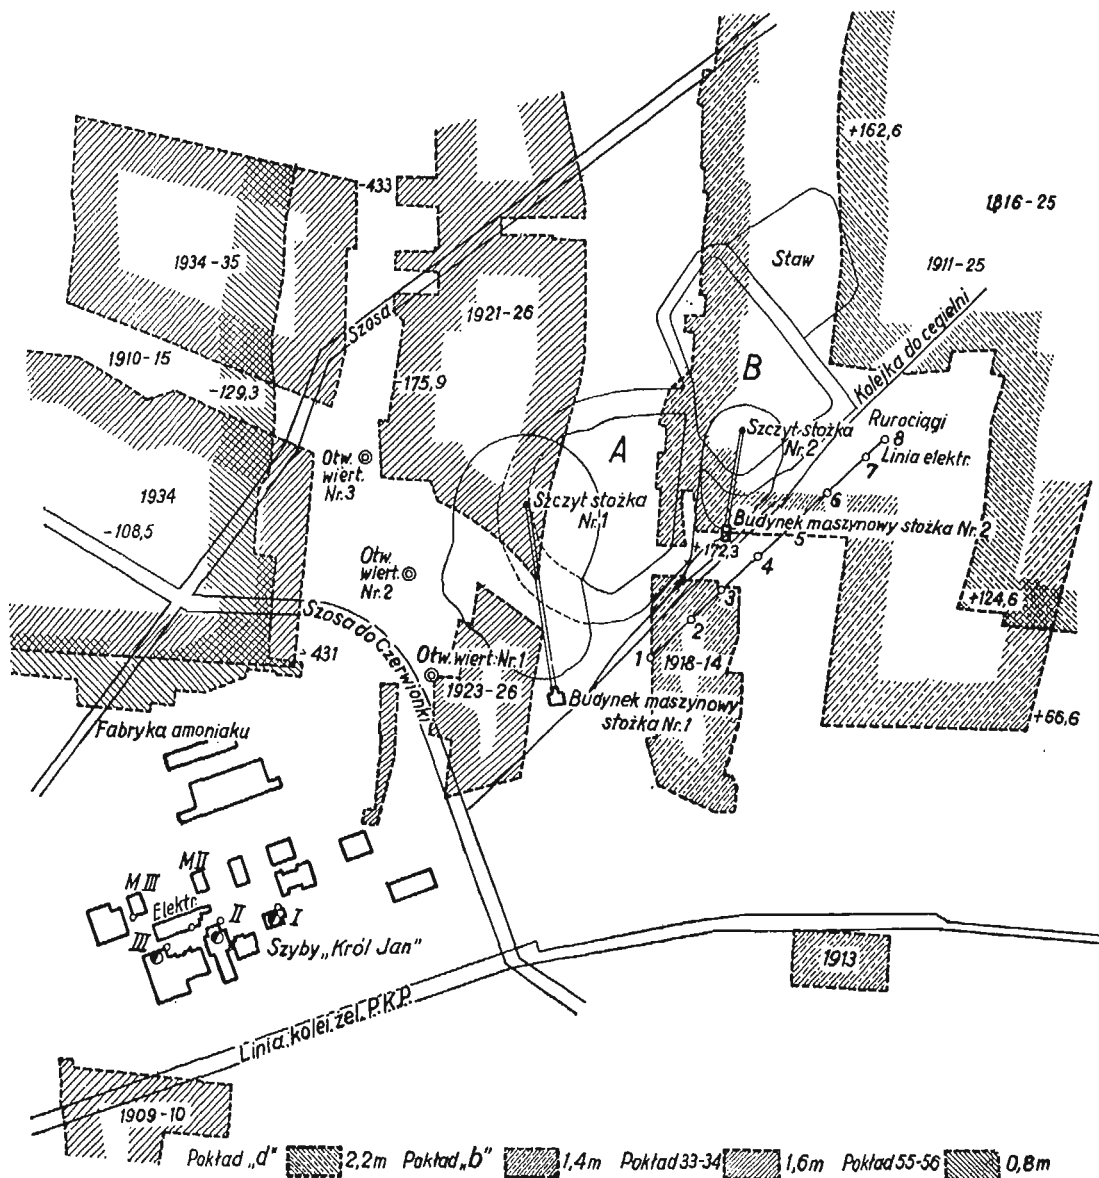 +162,6
1816-25
-433
Staw
1934-35
1911-25
Szosa
1921-26
1910-15
-129,3
-175,9
B
Kolejka do cegielni
Rurociągi
8
Linia elektr.
7
Szczyt stożka
Nr.2
A
Otw.
wiert.
Nr.3
6
1934
Szczyt stożka
Nr.1
Budynek maszynowy stożka Nr.2
-108,5
5
+172,3
4
Otw.
wiert.
Nr.2
3
+124,6
Szosa do Czerwionki
2
Otw. wiert. Nr.1
1
1918-14
-431
1923-26
Budynek maszynowy
stożka Nr.1
+66,6
Fabryka amoniaku
M II
M III
Elektr.
II
I
III
Szyby „Król Jan"
1913
Linia kolei żel. P.K.P.
1909-10
Pokład „d" 2,2m Pokład „b" 1,4m Pokład 33-34 1,6m Pokład 55-56 0,8m